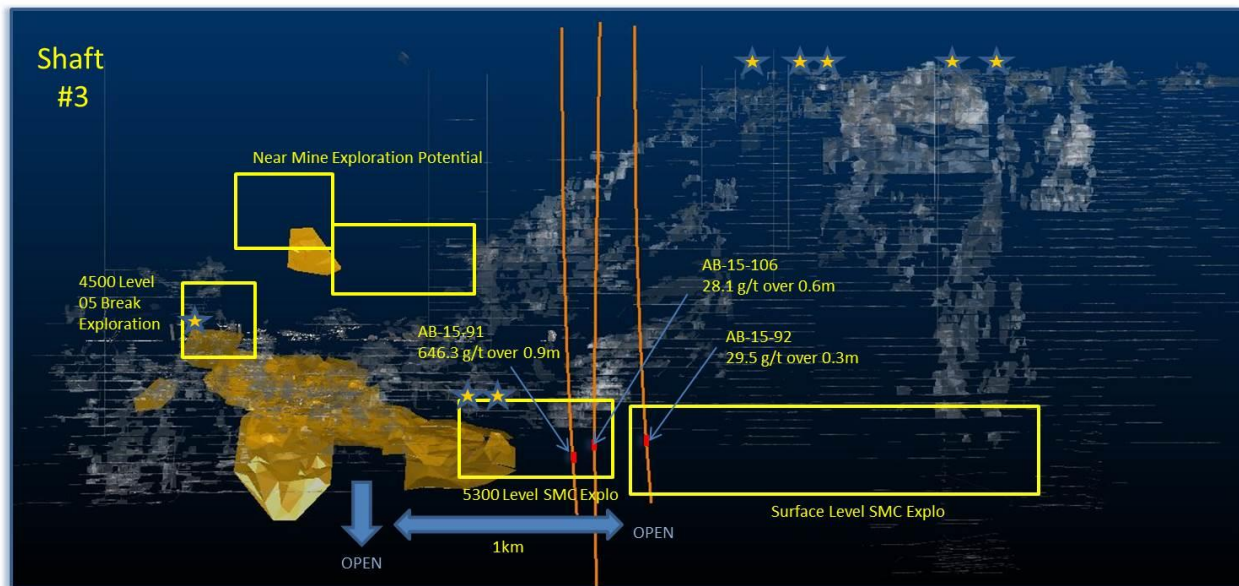 Shaft
#3
Near Mine Exploration Potential
4500 Level
05 Break
Exploration
AB-15-91
646.3 g/t over 0.9m
AB-15-106
28.1 g/t over 0.6m
AB-15-92
29.5 g/t over 0.3m
5300 Level SMC Explo
Surface Level SMC Explo
OPEN
1km
OPEN